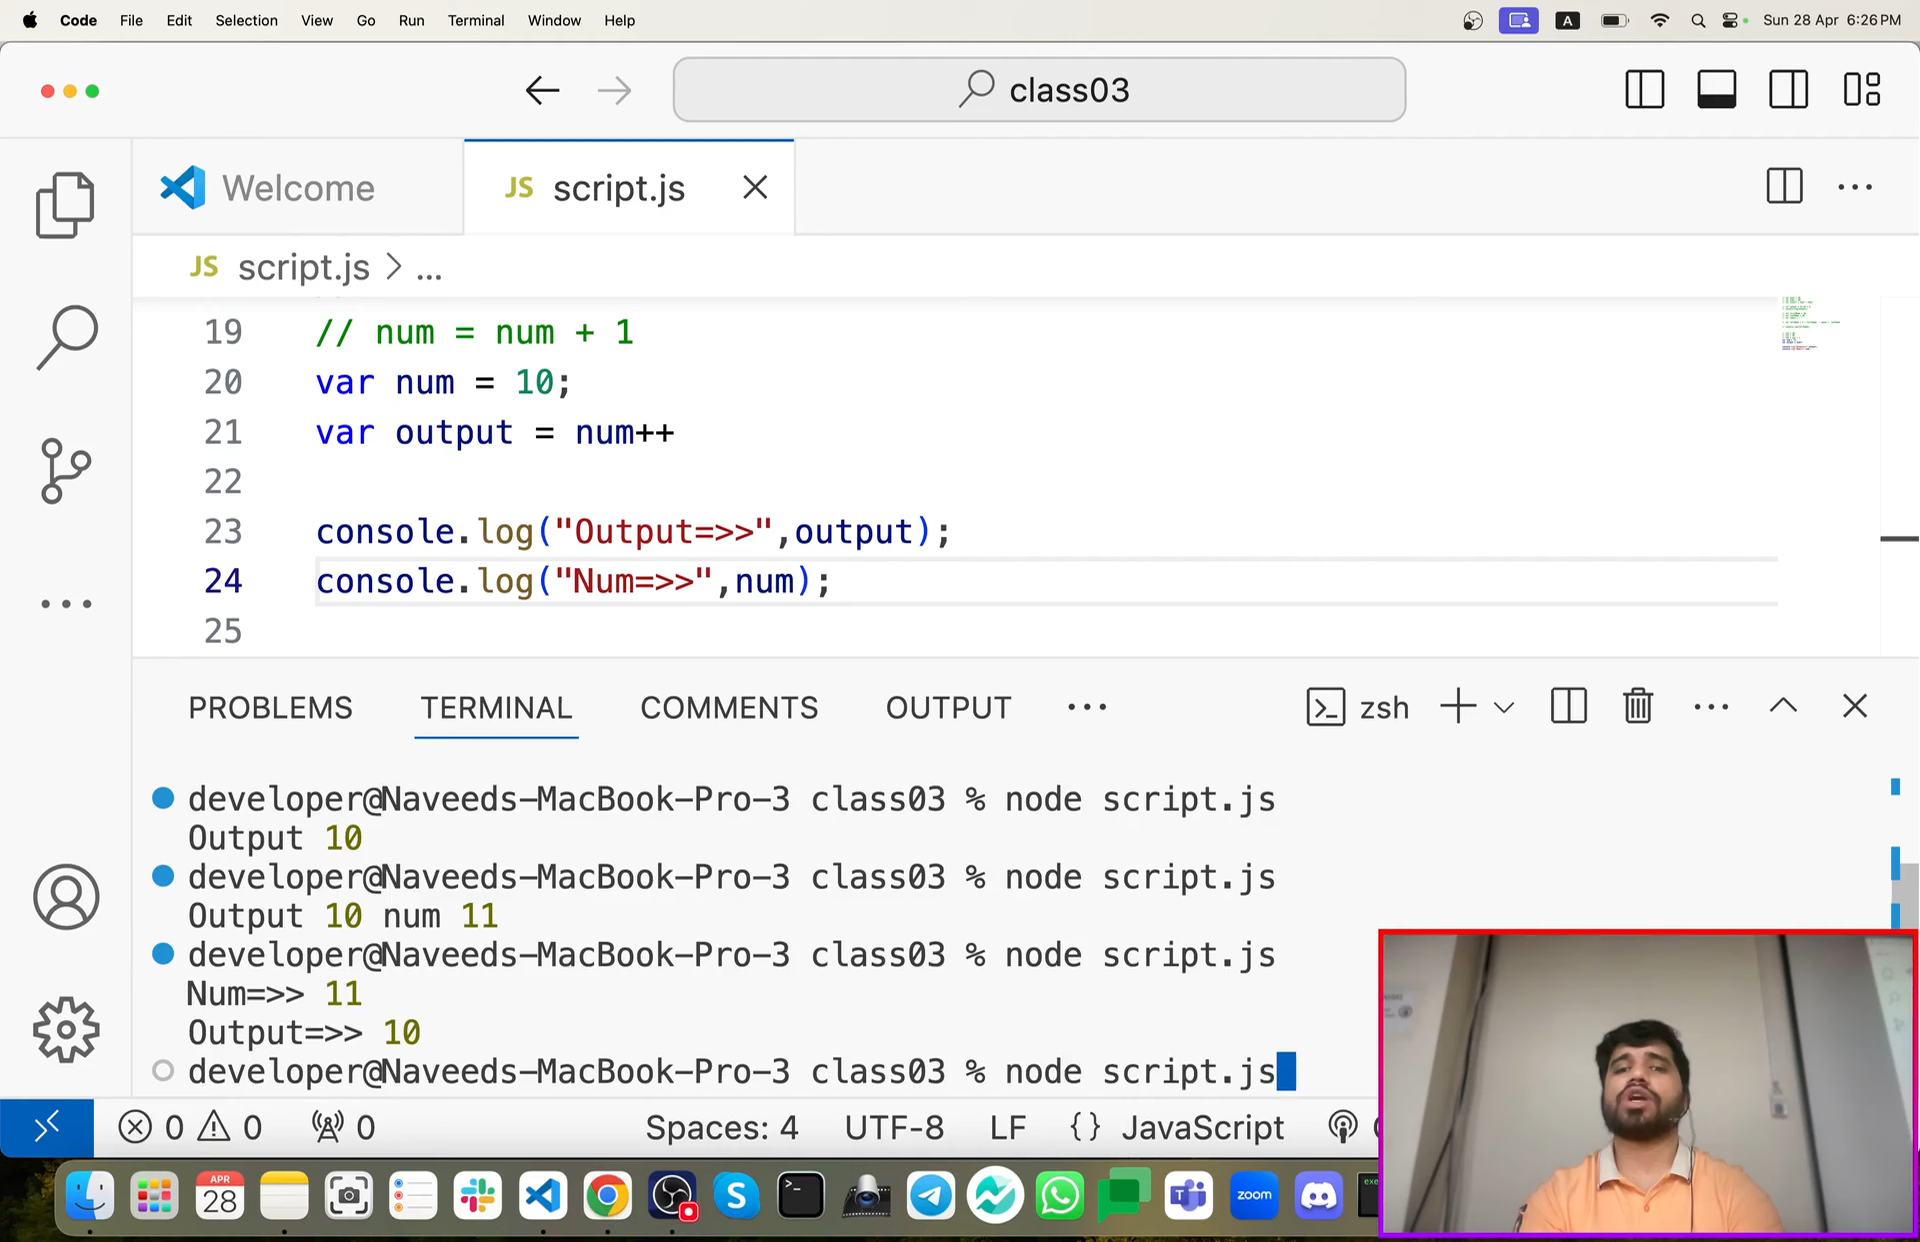 Code File Edit Selection View Go Run Terminal Window Help A Sun 28 Apr 6:26 PM
class03
Welcome JS script.js
JS script.js > ...
19 // num = num + 1
20 var num = 10;
21 var output = num++
22
23 console.log("Output=>>",output);
24 console.log("Num=>>",num);
25
PROBLEMS TERMINAL COMMENTS OUTPUT zsh
developer@Naveeds-MacBook-Pro-3 class03 % node script.js
Output 10
developer@Naveeds-MacBook-Pro-3 class03 % node script.js
Output 10 num 11
developer@Naveeds-MacBook-Pro-3 class03 % node script.js
Num=>> 11
Output=>> 10
developer@Naveeds-MacBook-Pro-3 class03 % node script.js
0 0 0 Spaces: 4 UTF-8 LF {} JavaScript
APR
28
zoom
exe